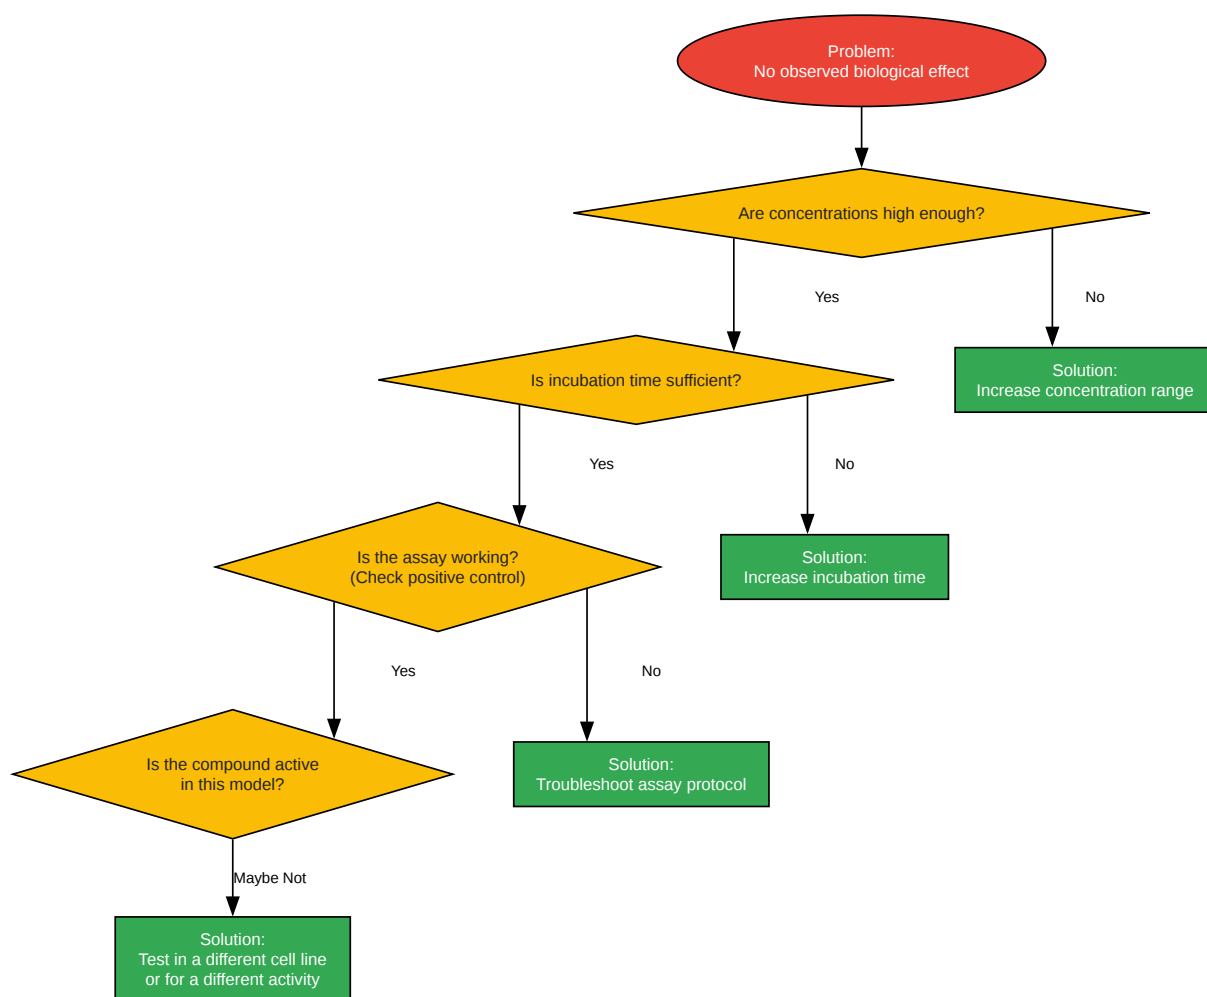 Problem:
No observed biological effect
Are concentrations high enough?
Yes
No
Is incubation time sufficient?
Solution:
Increase concentration range
Yes
No
Is the assay working?
(Check positive control)
Solution:
Increase incubation time
Yes
No
Is the compound active
in this model?
Solution:
Troubleshoot assay protocol
Maybe Not
Solution:
Test in a different cell line
or for a different activity